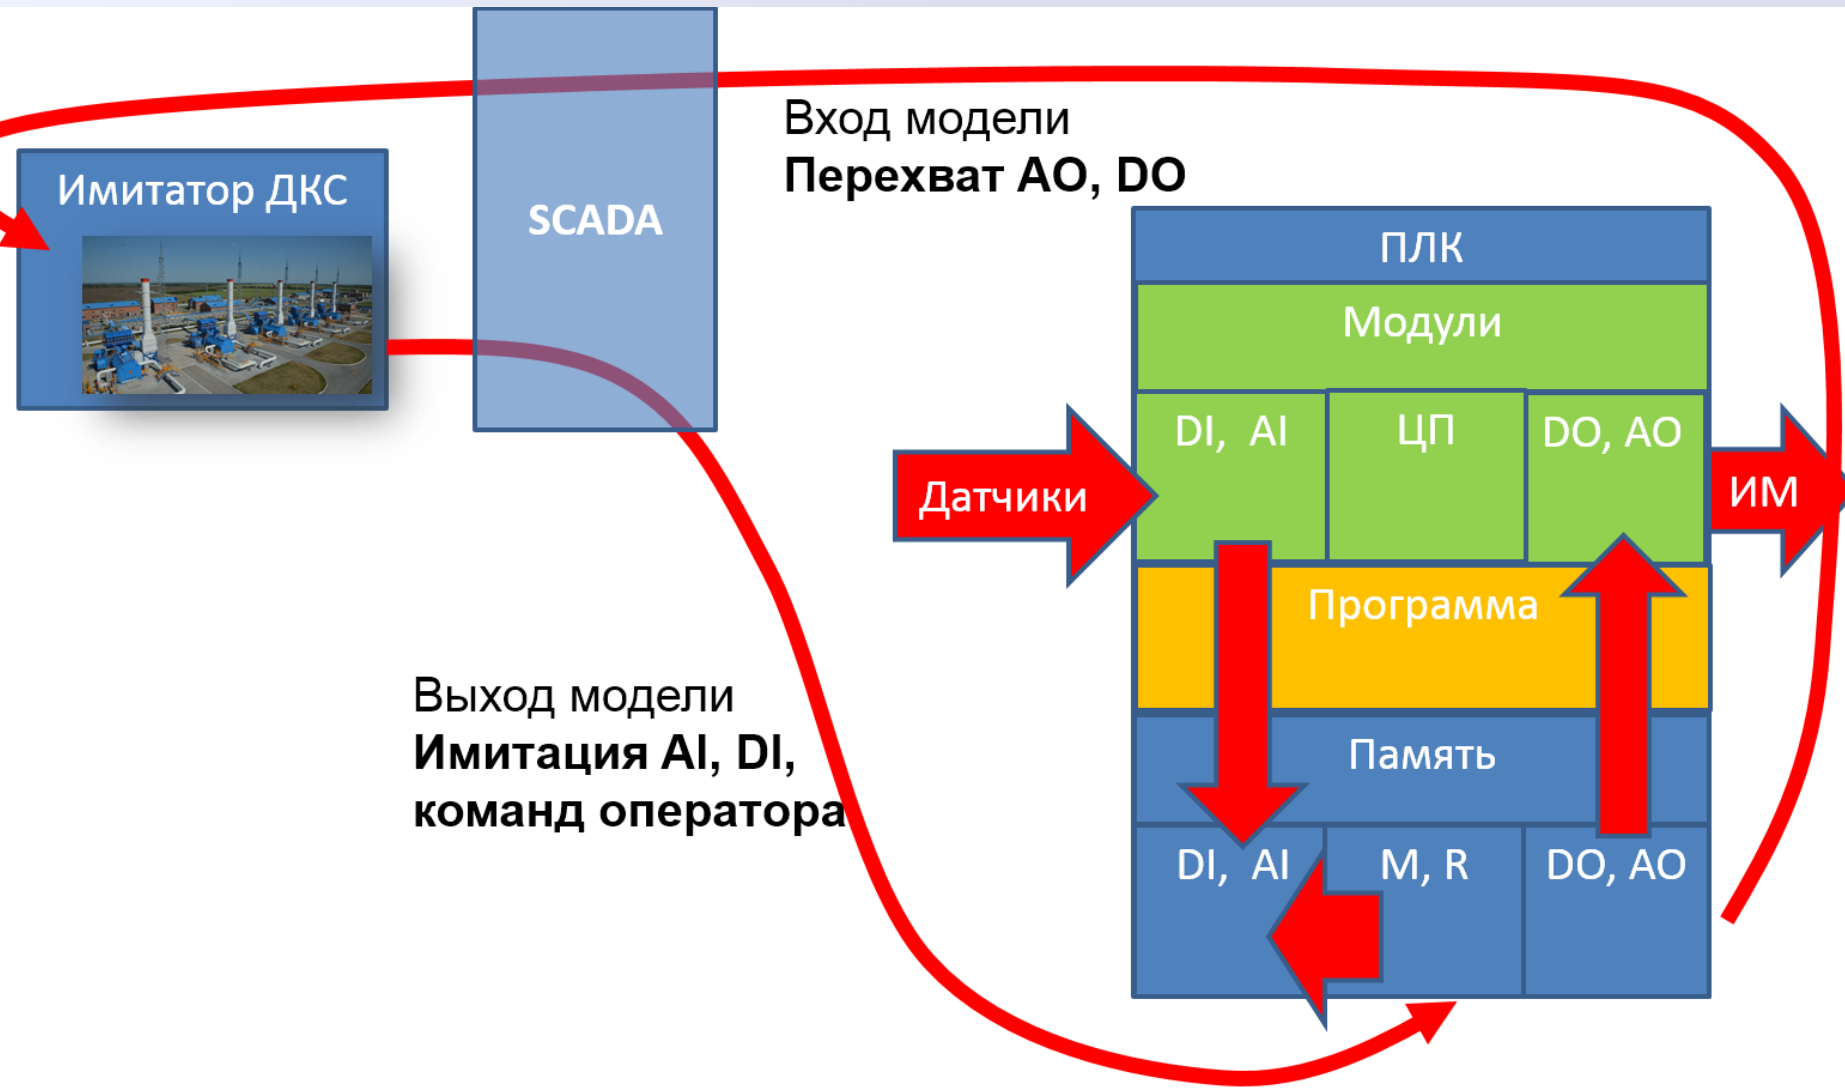 Имитатор ДКС
SCADA
Вход модели
Перехват AO, DO
ПЛК
Модули
DI, AI
ЦП
DO, AO
Датчики
ИМ
Программа
Выход модели
Имитация AI, DI,
команд оператора
Память
DI, AI
M, R
DO, AO